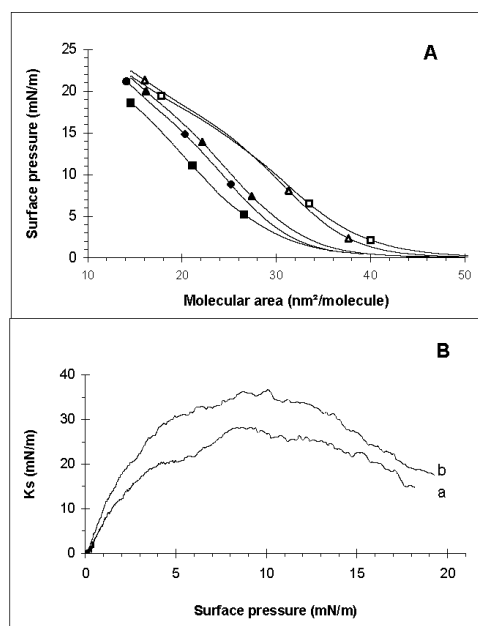 A
25
20
15
10
5
0
10 20 30 40 50
Surface pressure (mN/m)
Molecular area (nm²/molecule)
B
40
30
20
10
0
0 5 10 15 20
Ks (mN/m)
b
a
Surface pressure (mN/m)